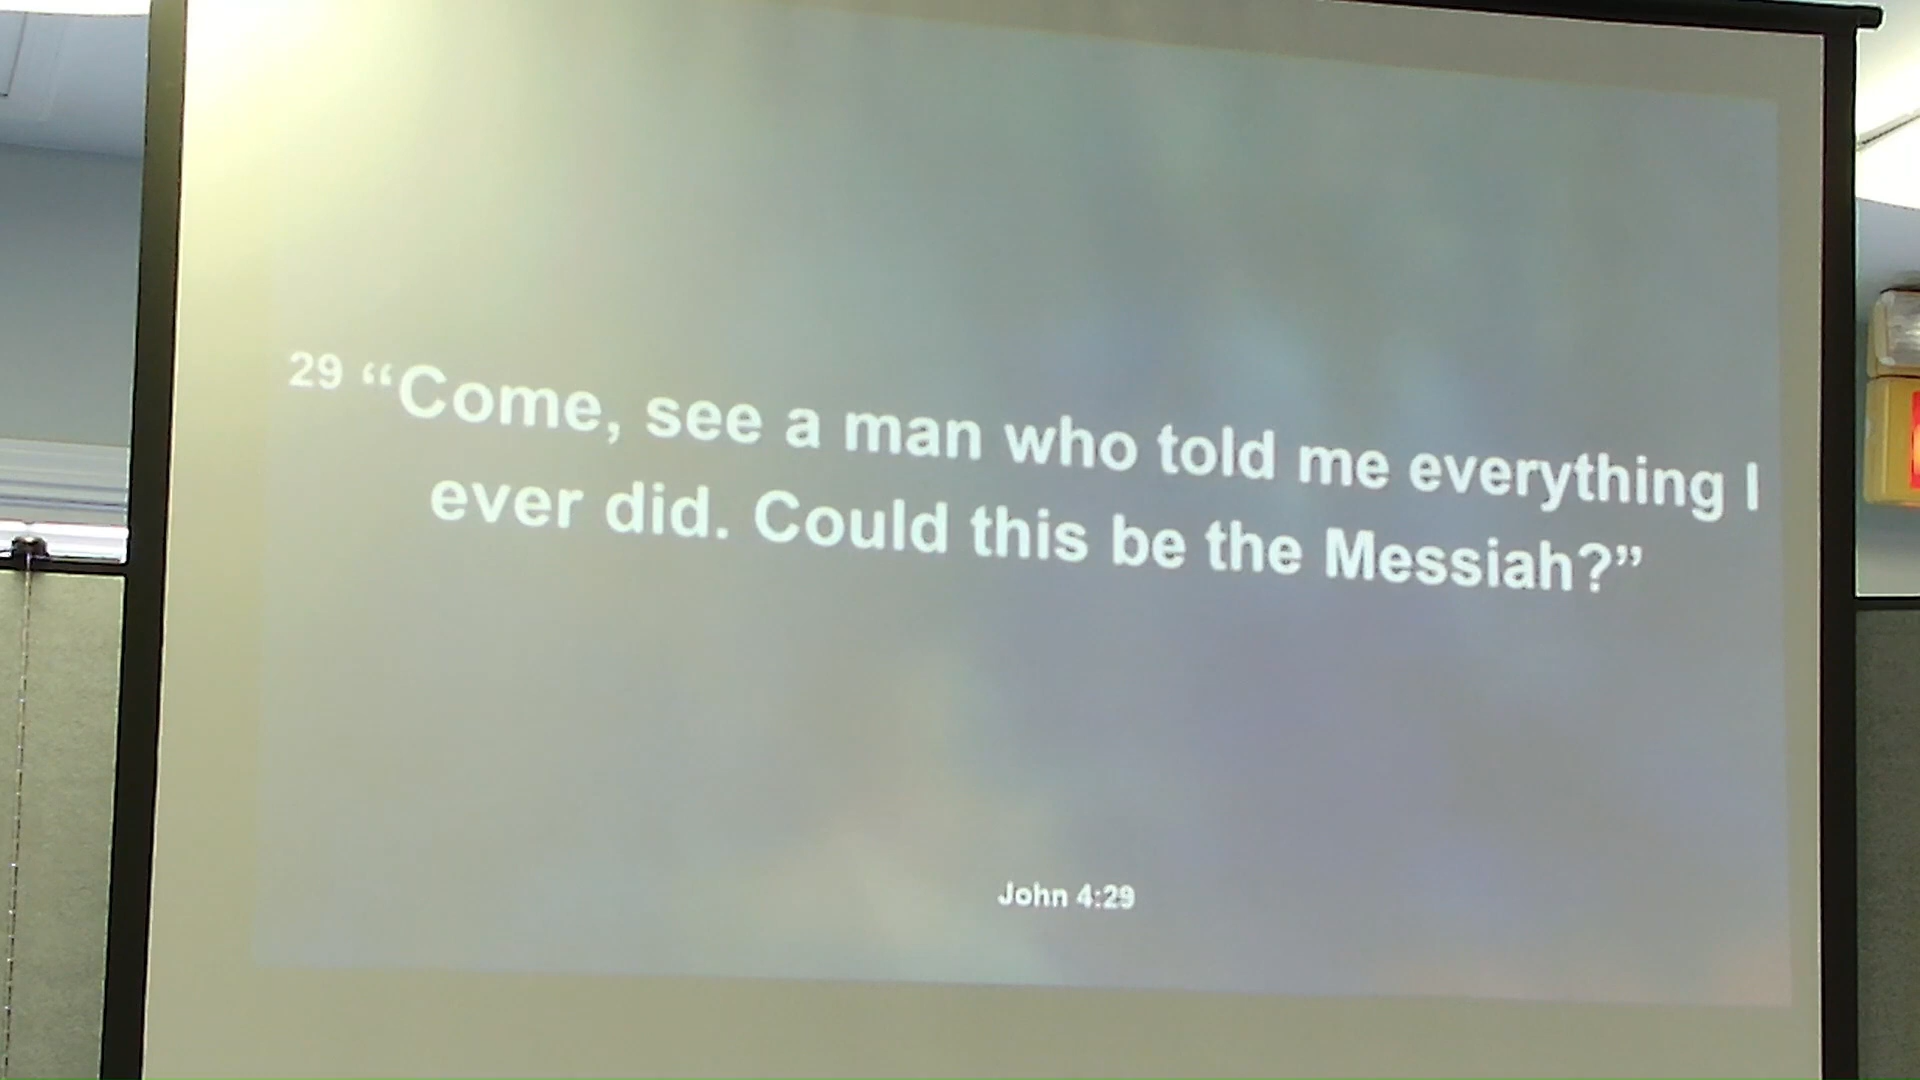 29 “Come, see a man who told me everything I
ever did. Could this be the Messiah?”
John 4:29